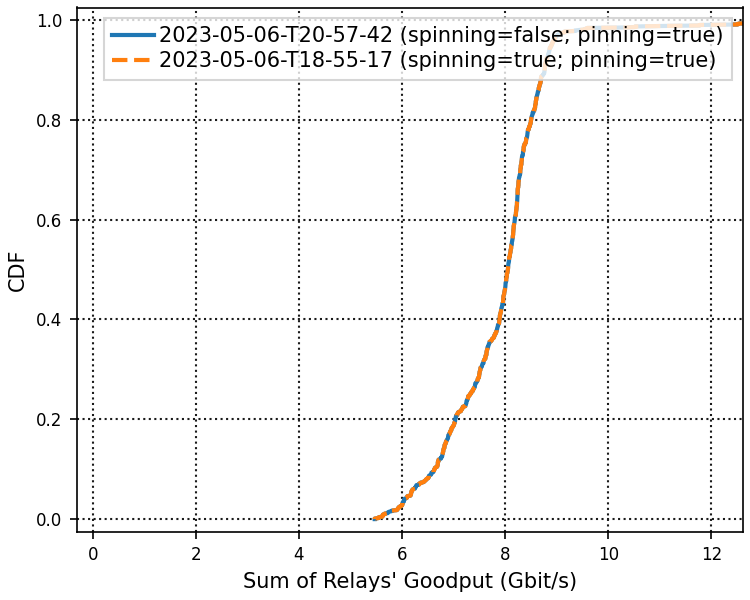 2023-05-06-T20-57-42 (spinning=false; pinning=true)
2023-05-06-T18-55-17 (spinning=true; pinning=true)
1.0
0.8
0.6
0.4
0.2
0.0
CDF
0 2 4 6 8 10 12
Sum of Relays' Goodput (Gbit/s)